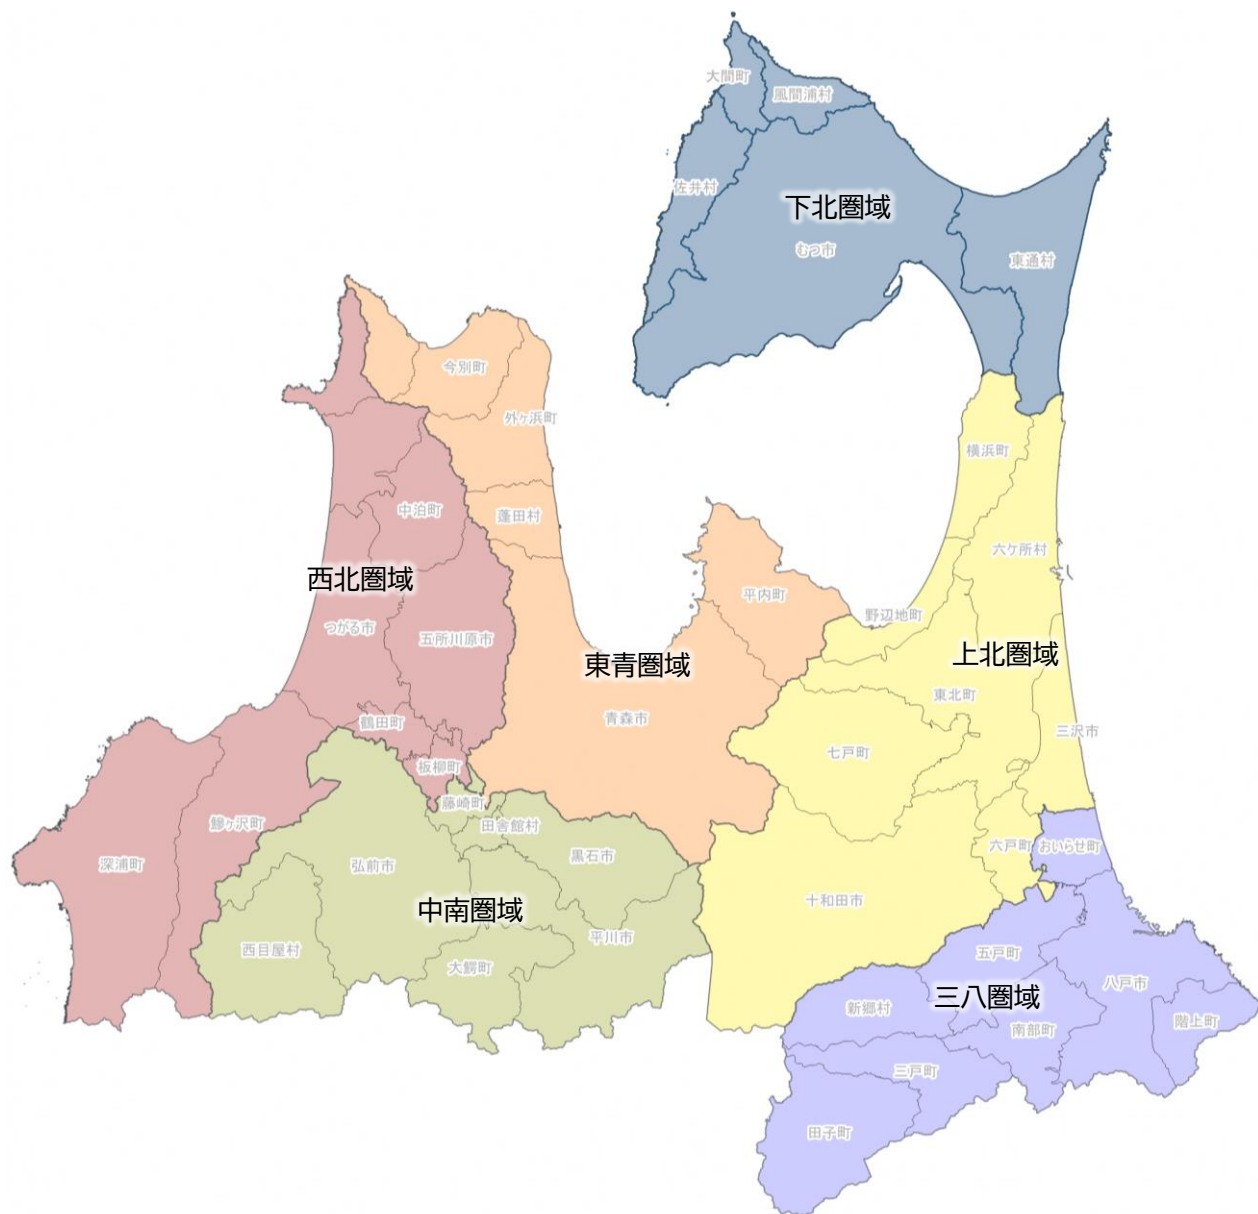 大間町
風間浦村
佐井村
下北圏域
むつ市
東通村
今別町
外ヶ浜町
横浜町
中泊町
蓬田村
六ケ所村
西北圏域
平内町
野辺地町
つがる市
五所川原市
東青圏域
上北圏域
東北町
鶴田町
青森市
三沢市
七戸町
板柳町
藤崎町
鰺ヶ沢町
田舎館村
深浦町
弘前市
黒石市
六戸町
おいらせ町
十和田市
中南圏域
西目屋村
平川市
大鰐町
五戸町
八戸市
三八圏域
新郷村
南部町
階上町
三戸町
田子町